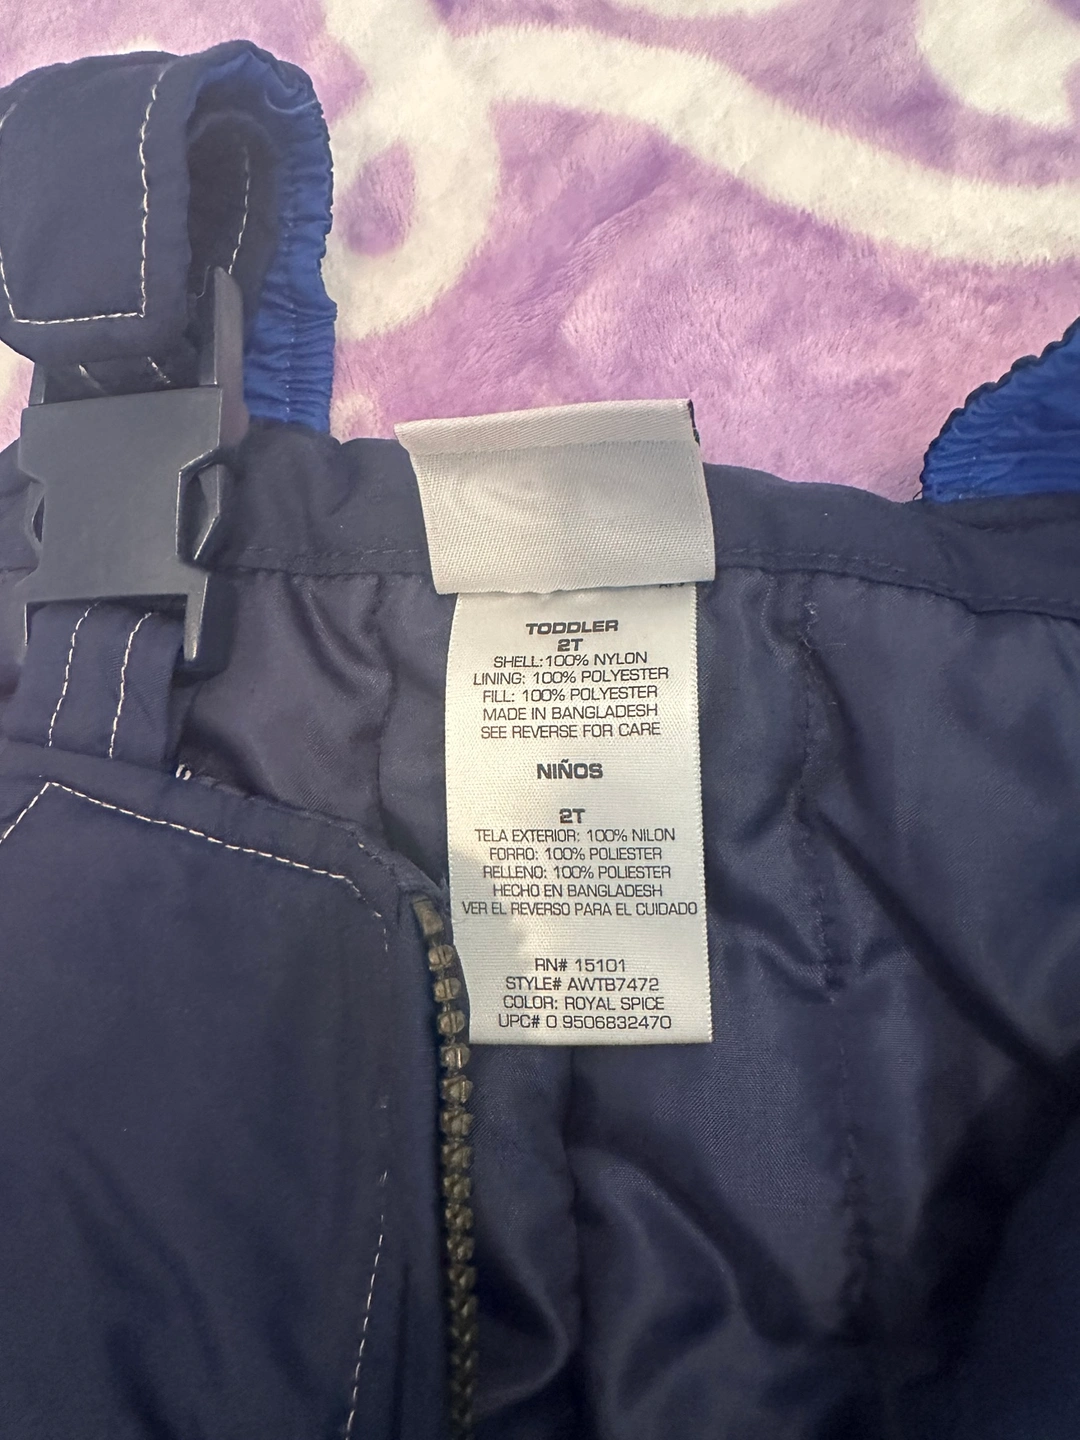 TODDLER
2T
SHELL:100% NYLON
LINING: 100% POLYESTER
FILL: 100% POLYESTER
MADE IN BANGLADESH
SEE REVERSE FOR CARE
NIÑOS
2T
TELA EXTERIOR: 100% NILON
FORRO: 100% POLIESTER
RELLENO: 100% POLIESTER
HECHO EN BANGLADESH
VER EL REVERSO PARA EL CUIDADO
RN# 15101
STYLE# AWTB7472
COLOR: ROYAL SPICE
UPC# 0 9506832470